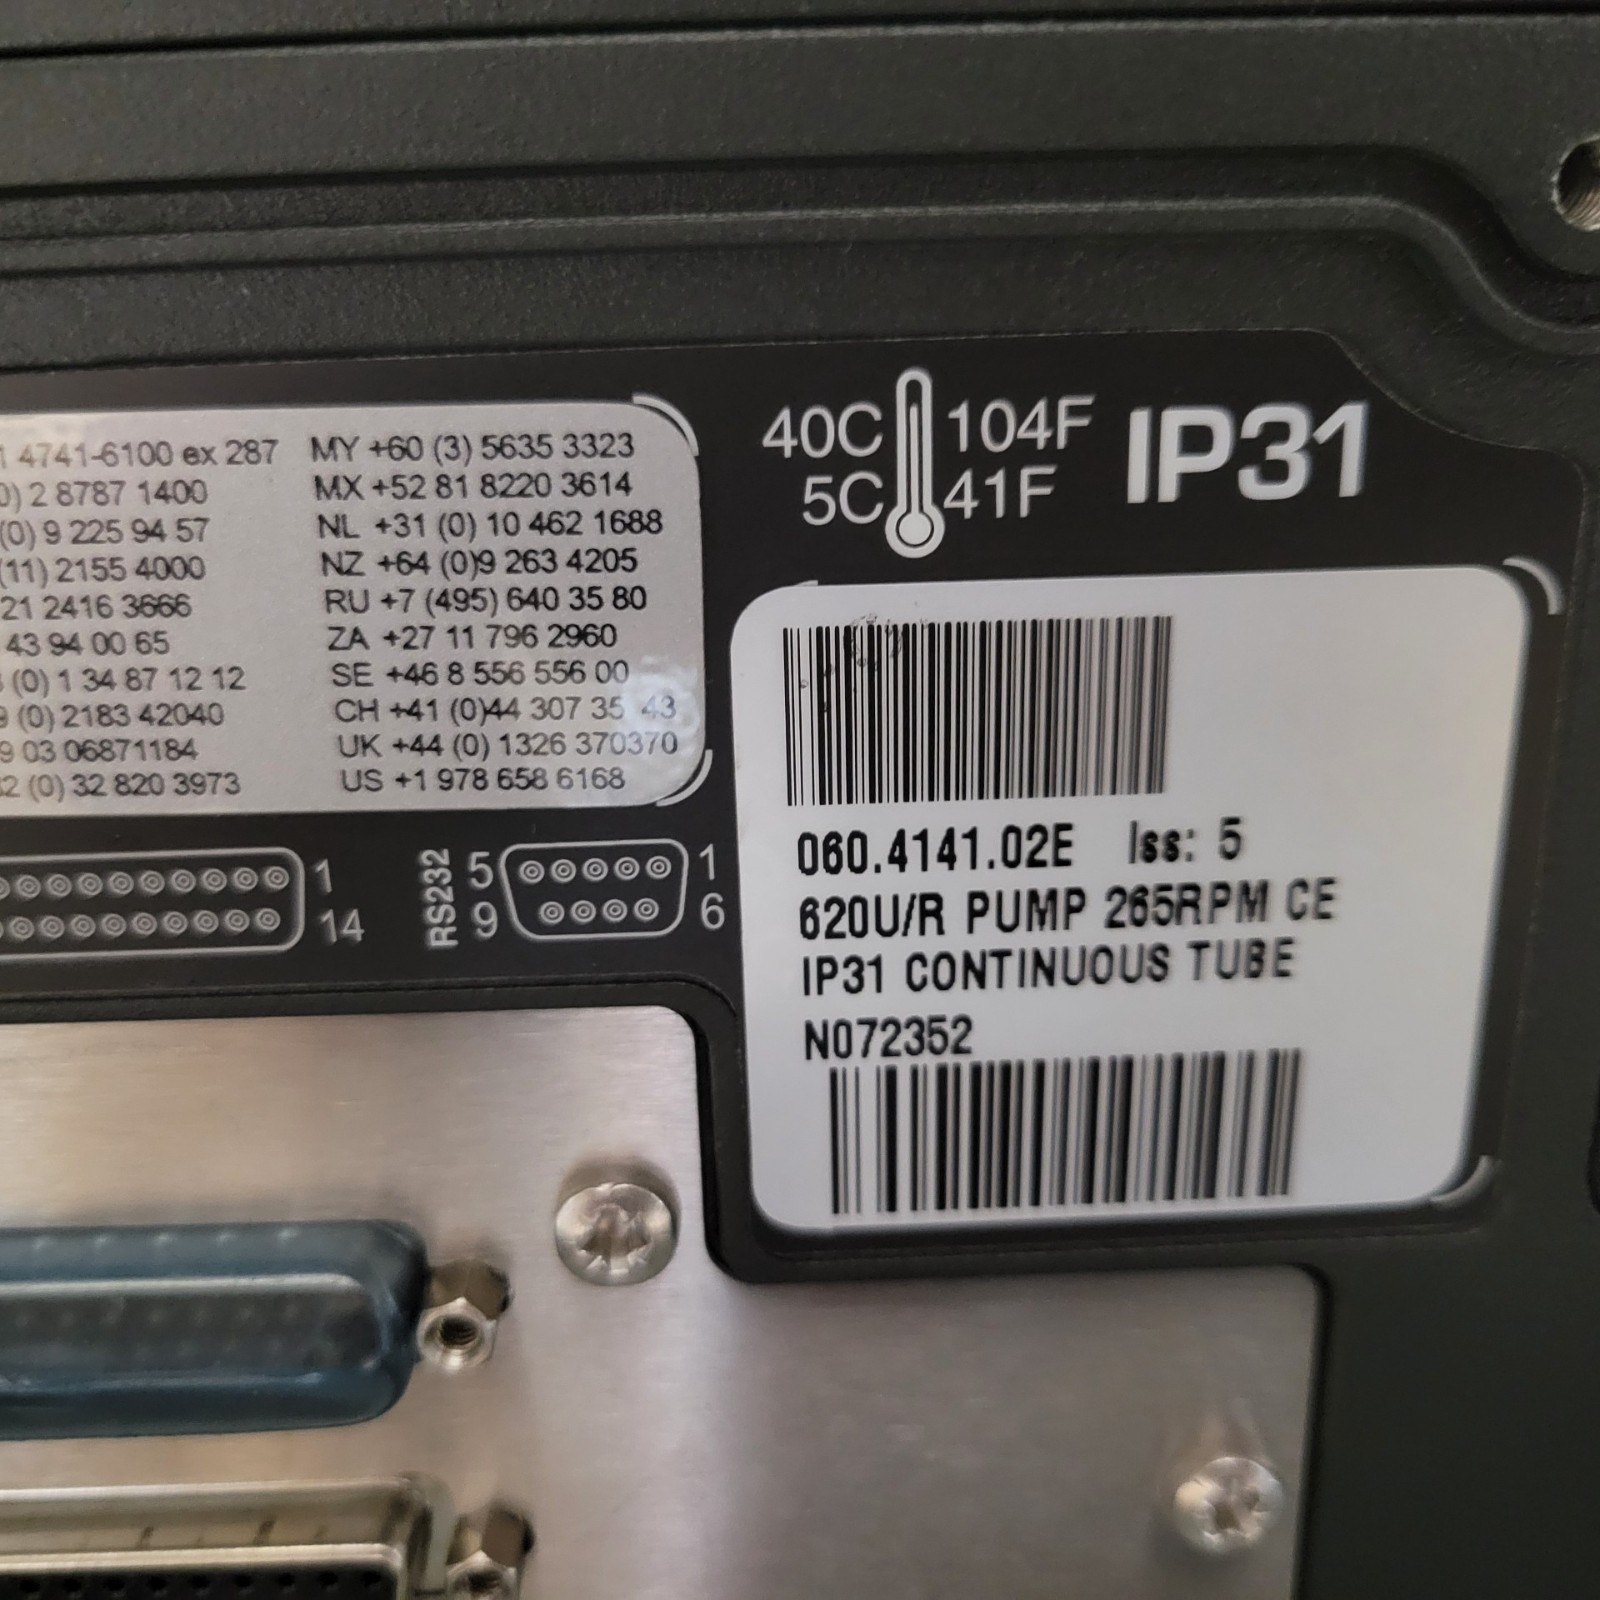 40C 104F
5C 41F
IP31
1 4741-6100 ex 287
0) 2 8787 1400
(0) 9 225 94 57
(11) 2155 4000
21 2416 3666
43 94 00 65
(0) 1 34 87 12 12
9 (0) 2183 42040
9 03 06871184
32 (0) 32 820 3973
MY +60 (3) 5635 3323
MX +52 81 8220 3614
NL +31 (0) 10 462 1688
NZ +64 (0)9 263 4205
RU +7 (495) 640 35 80
ZA +27 11 796 2960
SE +46 8 556 556 00
CH +41 (0)44 307 35 43
UK +44 (0) 1326 370370
US +1 978 658 6168
1
14
RS232
5 1
9 6
060.4141.02E Iss: 5
620U/R PUMP 265RPM CE
IP31 CONTINUOUS TUBE
N072352